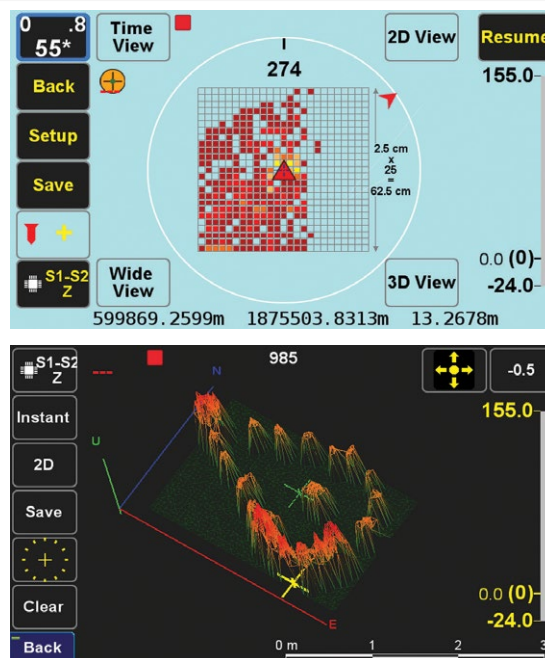 0 .8
55*
Time
View
2D View
Resume
274
155.0-
Back
Setup
Save
2.5 cm
x
25
=
62.5 cm
S1-S2
Z
Wide
View
3D View
0.0 (0)-
-24.0-
599869.2599m 1875503.8313m 13.2678m
S1-S2
Z
---
985
-0.5
N
155.0-
Instant
U
2D
Save
Clear
0.0 (0)-
-24.0-
E
Back
0 m 1 2 3